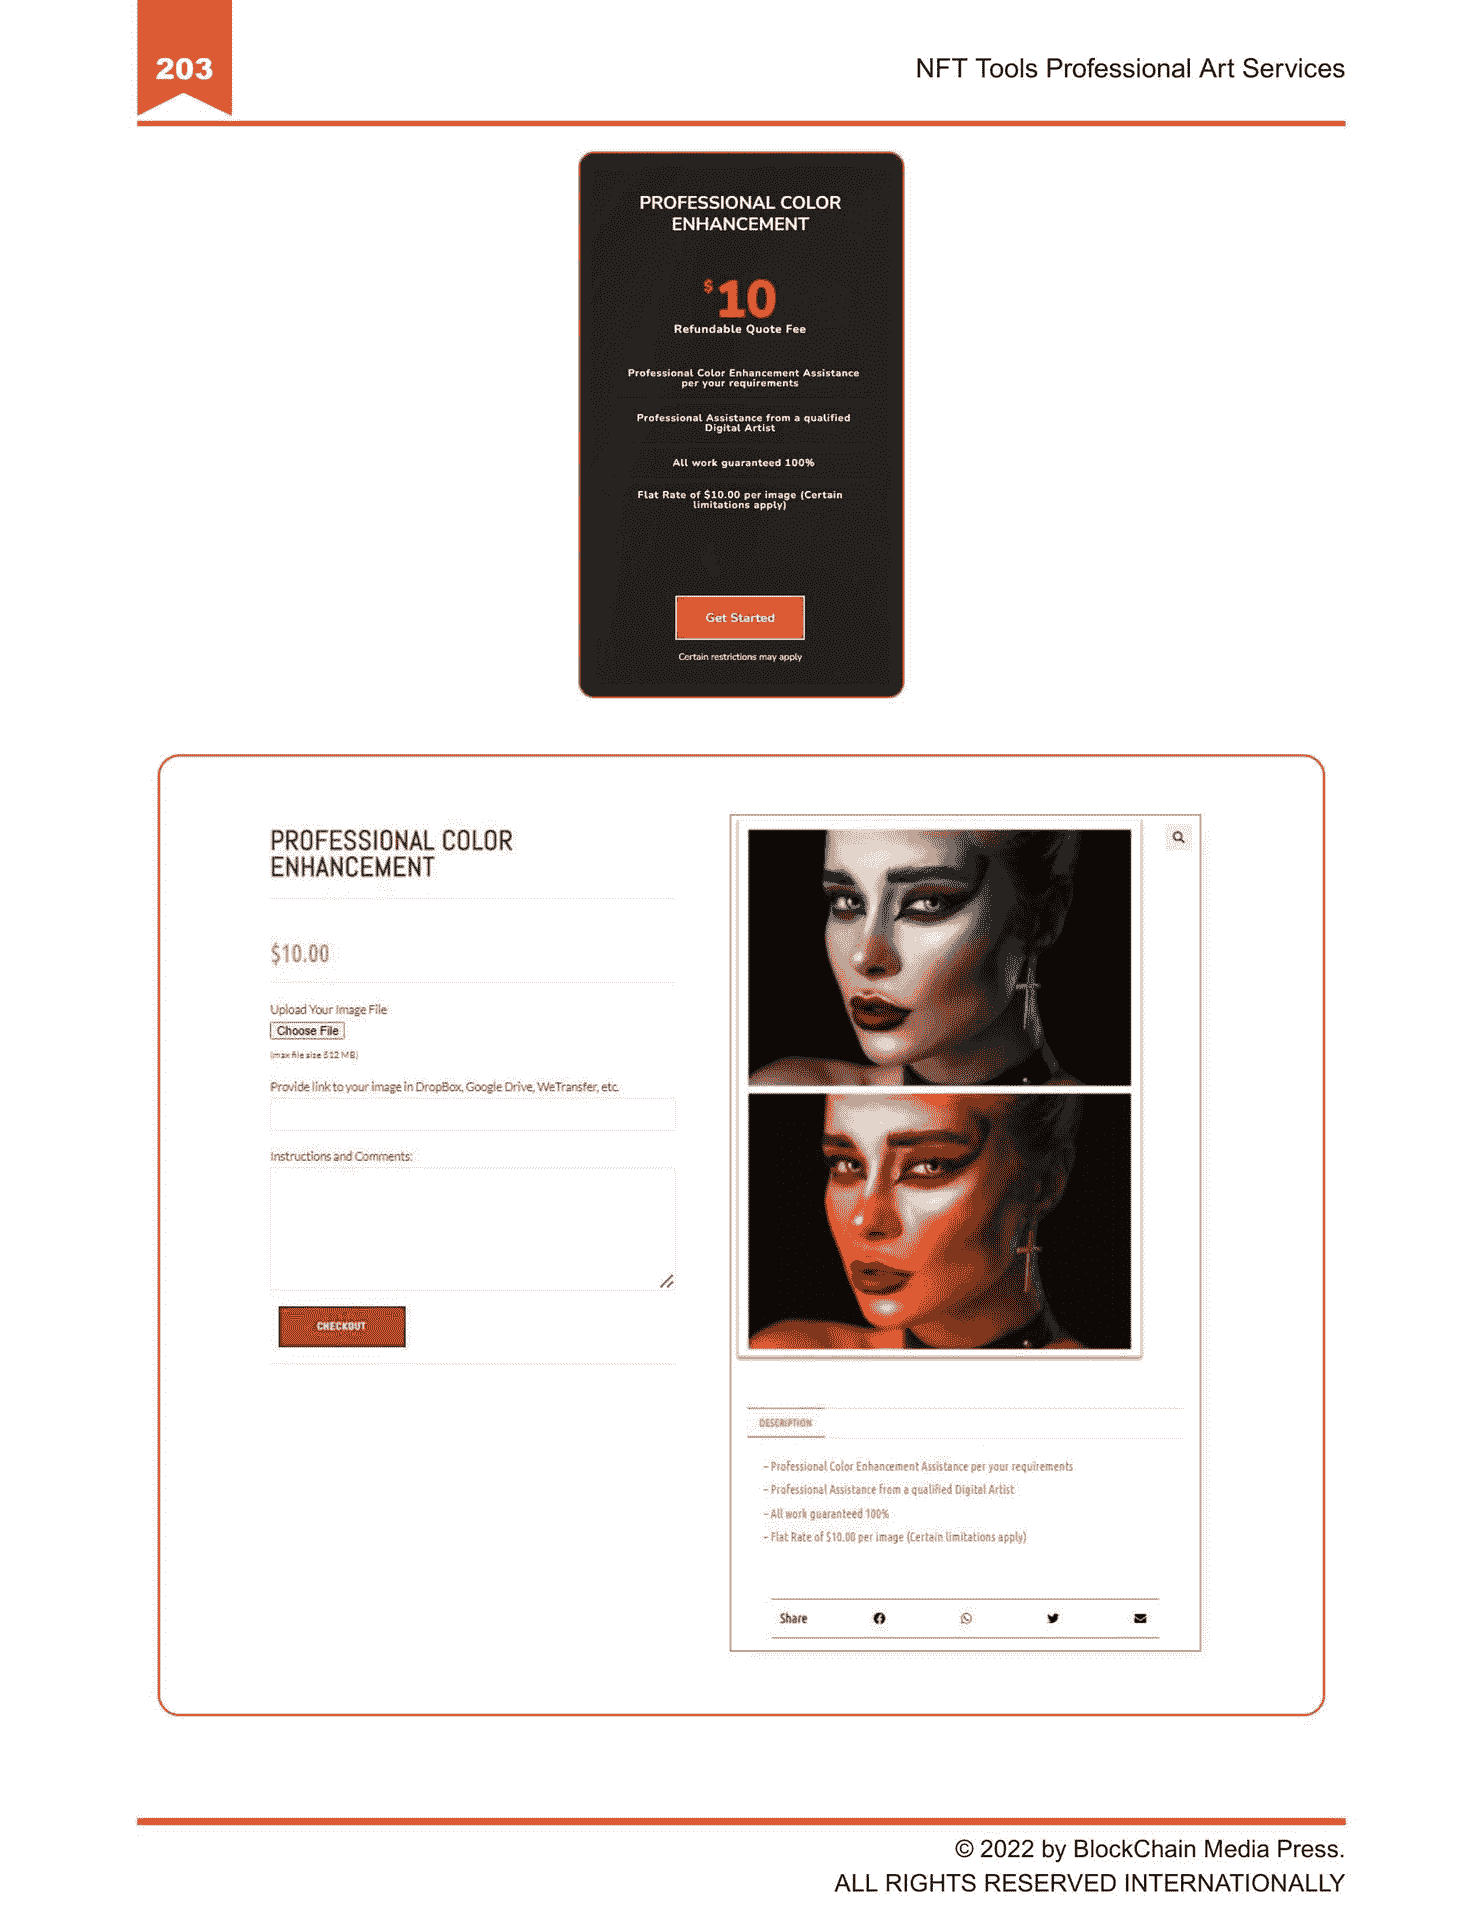 203
NFT Tools Professional Art Services
PROFESSIONAL COLOR
ENHANCEMENT
$10
Refundable Quote Fee
Professional Color Enhancement Assistance
per your requirements
Professional Assistance from a qualified
Digital Artist
All work guaranteed 100%
Flat Rate of $10.00 per image (Certain
limitations apply)
Get Started
Certain restrictions may apply
PROFESSIONAL COLOR
ENHANCEMENT
$10.00
Upload Your Image File
Choose File
(max file size 512 MB)
Provide link to your image in DropBox, Google Drive, WeTransfer, etc.
Instructions and Comments:
CHECKOUT
DESCRIPTION
– Professional Color Enhancement Assistance per your requirements
– Professional Assistance from a qualified Digital Artist
– All work guaranteed 100%
– Flat Rate of $10.00 per image (Certain limitations apply)
Share
© 2022 by BlockChain Media Press.
ALL RIGHTS RESERVED INTERNATIONALLY